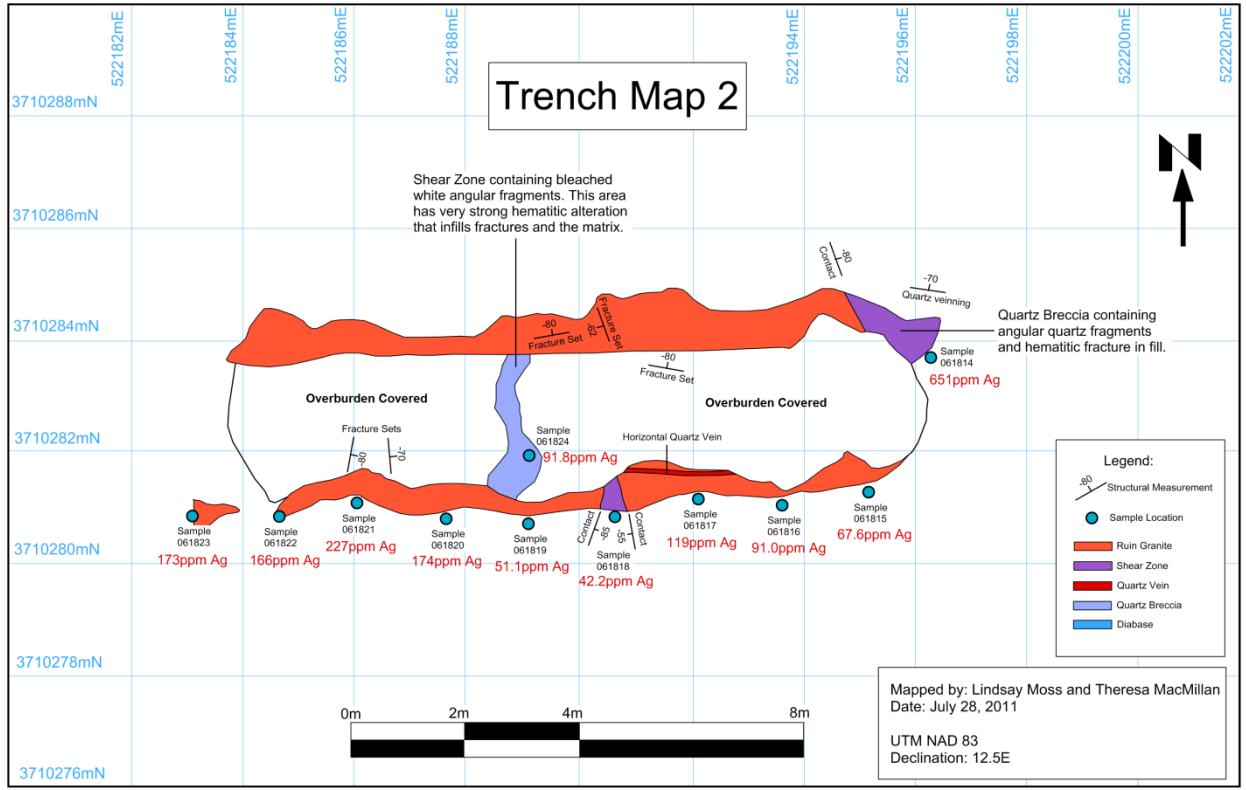 522182mE
522184mE
522186mE
522188mE
522194mE
522196mE
522198mE
522200mE
522202mE
3710288mN
Trench Map 2
N
Shear Zone containing bleached
white angular fragments. This area
has very strong hematitic alteration
that infills fractures and the matrix.
3710286mN
-80
Contact
-70
Quartz veinning
3710284mN
-80
Fracture Set
-62
Fracture Set
-80
Fracture Set
Quartz Breccia containing
angular quartz fragments
and hematitic fracture in fill.
Sample
061814
651ppm Ag
Overburden Covered
Overburden Covered
3710282mN
Fracture Sets
-80
-70
Sample
061824
91.8ppm Ag
Horizontal Quartz Vein
3710280mN
Sample
061823
173ppm Ag
Sample
061822
166ppm Ag
Sample
061821
227ppm Ag
Sample
061820
174ppm Ag
Sample
061819
51.1ppm Ag
Contact
-85
-55
Contact
Sample
061818
42.2ppm Ag
Sample
061817
119ppm Ag
Sample
061816
91.0ppm Ag
Sample
061815
67.6ppm Ag
Legend:
-80
Structural Measurement
Sample Location
Ruin Granite
Shear Zone
Quartz Vein
Quartz Breccia
Diabase
3710278mN
0m
2m
4m
8m
3710276mN
Mapped by: Lindsay Moss and Theresa MacMillan
Date: July 28, 2011
UTM NAD 83
Declination: 12.5E